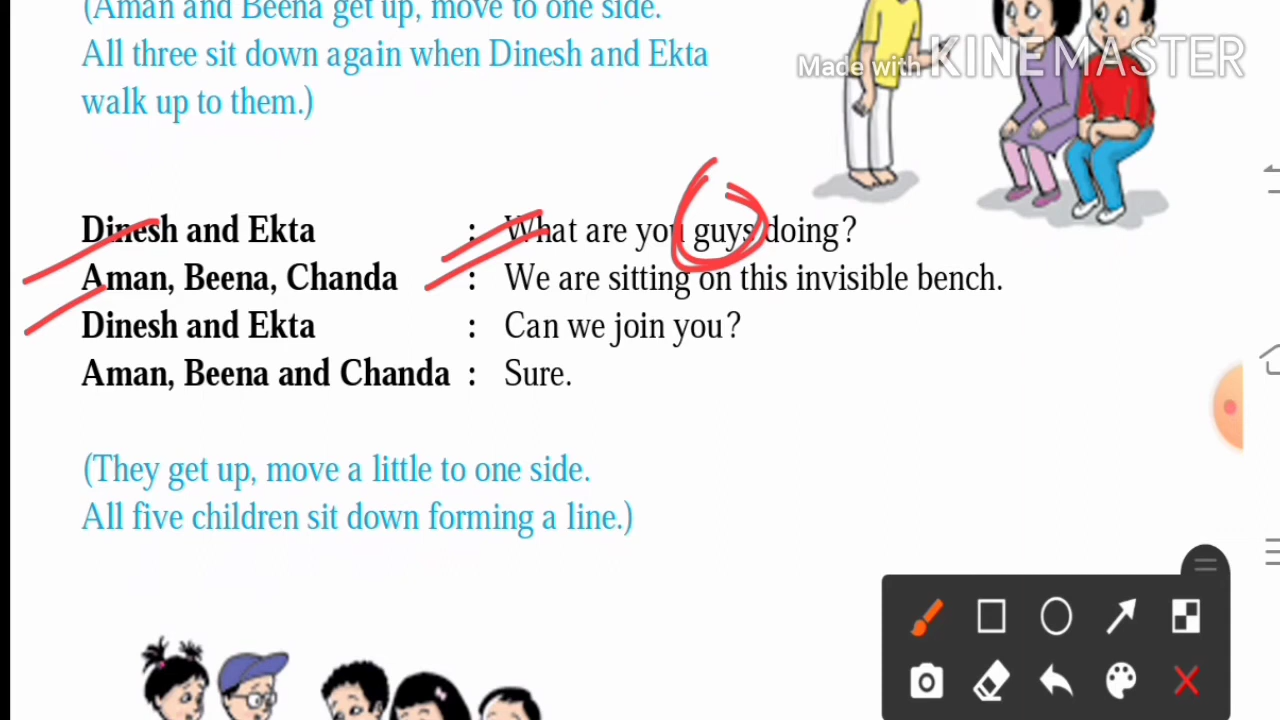 (Aman and Beena get up, move to one side.
All three sit down again when Dinesh and Ekta
walk up to them.)
Made with KINEMASTER
Dinesh and Ekta : What are you guys doing?
Aman, Beena, Chanda : We are sitting on this invisible bench.
Dinesh and Ekta : Can we join you?
Aman, Beena and Chanda : Sure.
(They get up, move a little to one side.
All five children sit down forming a line.)